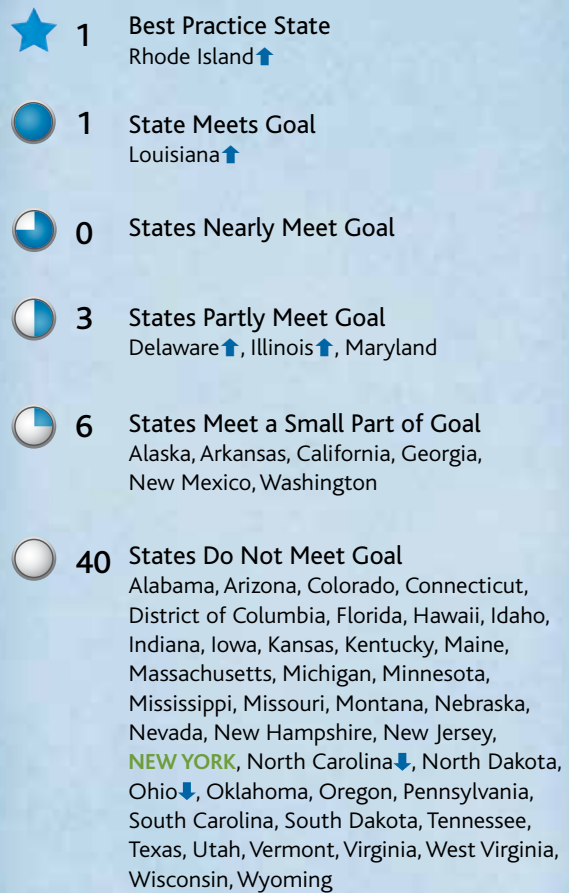 1 Best Practice State
Rhode Island⬆
1 State Meets Goal
Louisiana⬆
0 States Nearly Meet Goal
3 States Partly Meet Goal
Delaware⬆, Illinois⬆, Maryland
6 States Meet a Small Part of Goal
Alaska, Arkansas, California, Georgia,
New Mexico, Washington
40 States Do Not Meet Goal
Alabama, Arizona, Colorado, Connecticut,
District of Columbia, Florida, Hawaii, Idaho,
Indiana, Iowa, Kansas, Kentucky, Maine,
Massachusetts, Michigan, Minnesota,
Mississippi, Missouri, Montana, Nebraska,
Nevada, New Hampshire, New Jersey,
NEW YORK, North Carolina⬇, North Dakota,
Ohio⬇, Oklahoma, Oregon, Pennsylvania,
South Carolina, South Dakota, Tennessee,
Texas, Utah, Vermont, Virginia, West Virginia,
Wisconsin, Wyoming